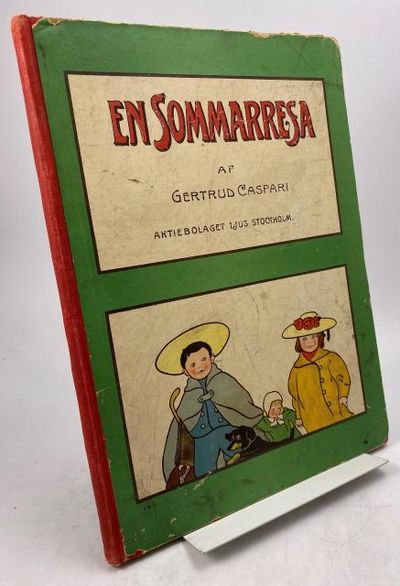 EN SOMMARRESA
AF
GERTRUD CASPARI
AKTIEBOLAGET LJUS STOCKHOLM.